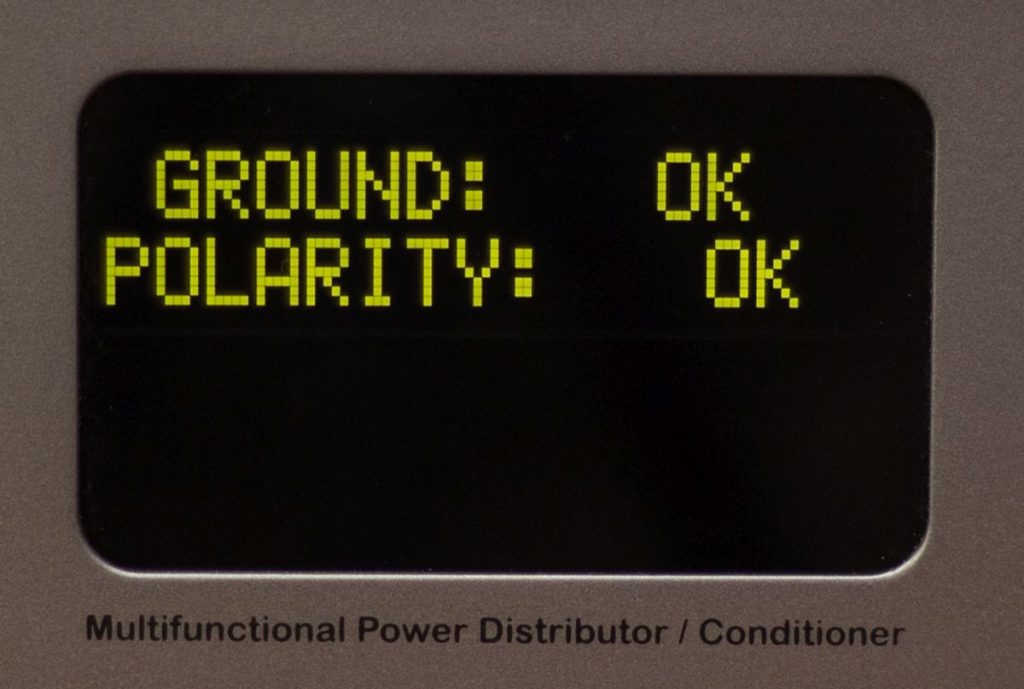 GROUND: OK
POLARITY: OK
Multifunctional Power Distributor / Conditioner